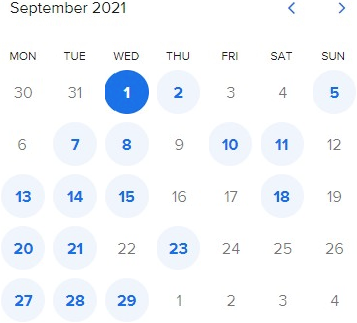 September 2021
MON TUE WED THU FRI SAT SUN
30 31 1 2 3 4 5
6 7 8 9 10 11 12
13 14 15 16 17 18 19
20 21 22 23 24 25 26
27 28 29 1 2 3 4